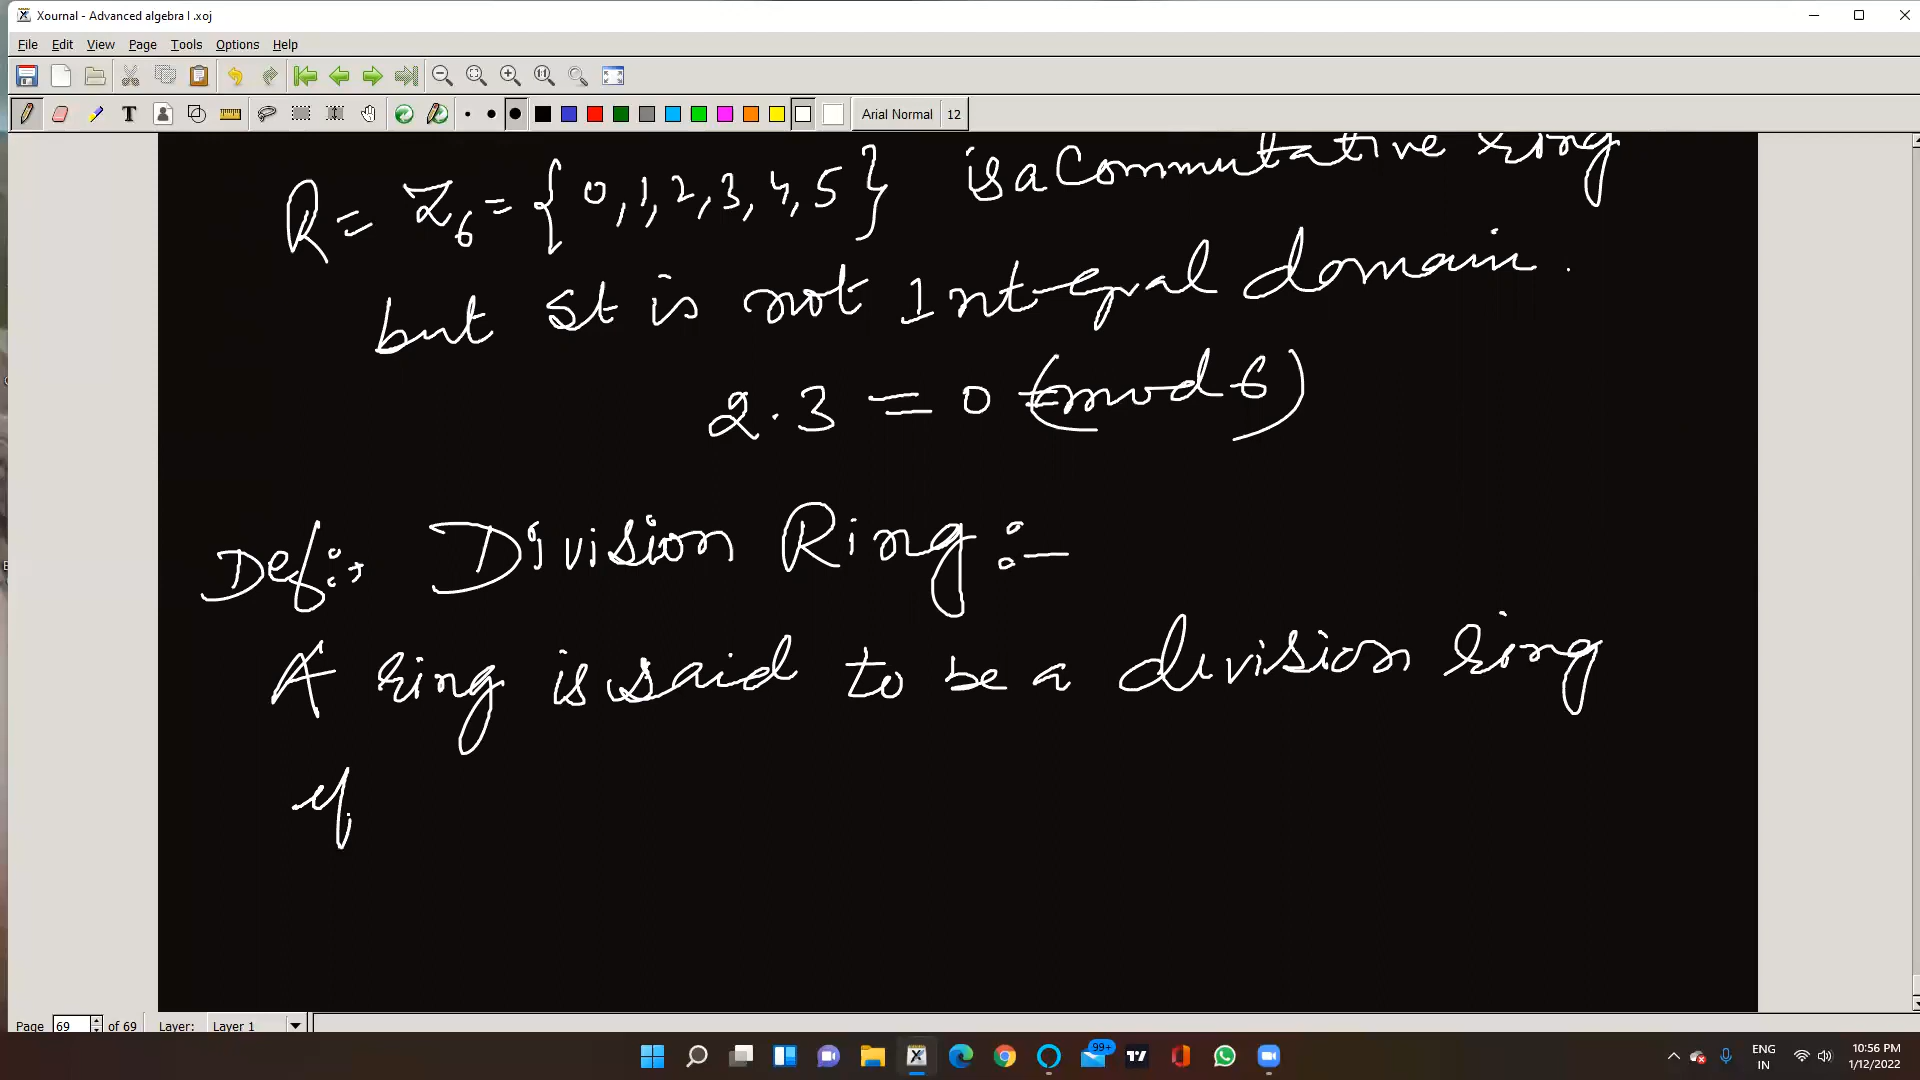 Xournal - Advanced algebra I .xoj
File Edit View Page Tools Options Help
Arial Normal 12
R = Z6 = { 0, 1, 2, 3, 4, 5 } is a Commutative ring
but It is not Integral domain .
2 . 3 = 0 (mod 6)
Def :→ Division Ring :-
A ring is said to be a division ring
if
Page 69 of 69 Layer: Layer 1
99+
ENG
IN
10:56 PM
1/12/2022